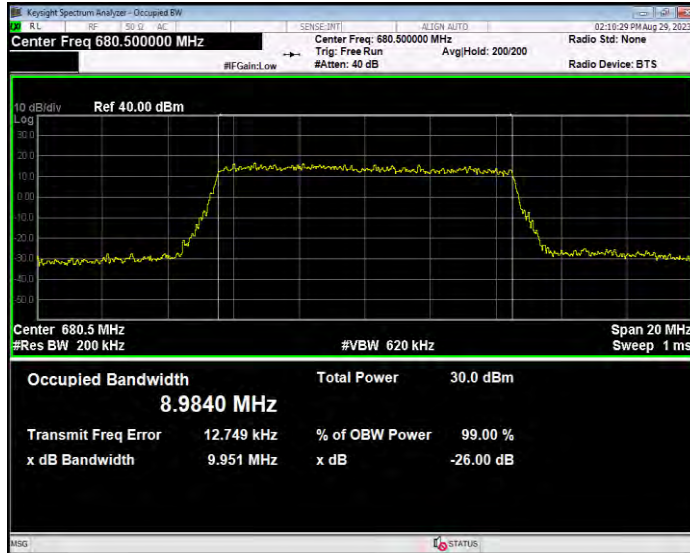 Keysight Spectrum Analyzer - Occupied BW
RL RF 50 Ω AC SENSE:INT ALIGN AUTO 02:10:29 PM Aug 29, 2023
Center Freq 680.500000 MHz Center Freq: 680.500000 MHz Radio Std: None
Trig: Free Run Avg|Hold: 200/200
#IFGain:Low #Atten: 40 dB Radio Device: BTS
10 dB/div Ref 40.00 dBm
Log
30.0
20.0
10.0
0.00
-10.0
-20.0
-30.0
-40.0
-50.0
Center 680.5 MHz Span 20 MHz
#Res BW 200 kHz #VBW 620 kHz Sweep 1 ms
Occupied Bandwidth Total Power 30.0 dBm
8.9840 MHz
Transmit Freq Error 12.749 kHz % of OBW Power 99.00 %
x dB Bandwidth 9.951 MHz x dB -26.00 dB
MSG STATUS